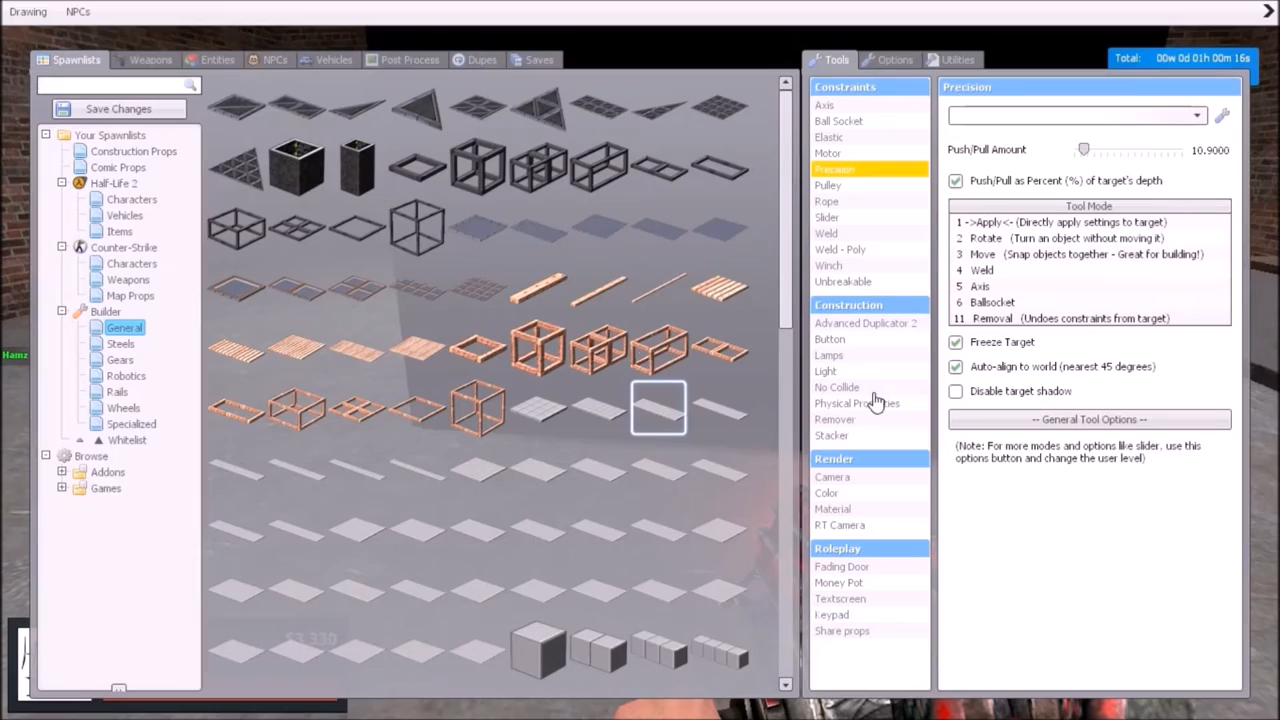 Drawing NPCs
Spawnlists Weapons Entities NPCs Vehicles Post Process Dupes Saves
Save Changes
Your Spawnlists
Construction Props
Comic Props
Half-Life 2
Characters
Vehicles
Items
Counter-Strike
Characters
Weapons
Map Props
Builder
General
Steels
Gears
Robotics
Rails
Wheels
Specialized
Whitelist
Browse
Addons
Games
Hamz
$3,330
Tools Options Utilities
Total: 00w 0d 01h 00m 16s
Constraints
Axis
Ball Socket
Elastic
Motor
Precision
Pulley
Rope
Slider
Weld
Weld - Poly
Winch
Unbreakable
Construction
Advanced Duplicator 2
Button
Lamps
Light
No Collide
Physical Properties
Remover
Stacker
Render
Camera
Color
Material
RT Camera
Roleplay
Fading Door
Money Pot
Textscreen
Keypad
Share props
Precision
Push/Pull Amount 10.9000
Push/Pull as Percent (%) of target's depth
Tool Mode
1 ->Apply<- (Directly apply settings to target)
2 Rotate (Turn an object without moving it)
3 Move (Snap objects together - Great for building!)
4 Weld
5 Axis
6 Ballsocket
11 Removal (Undoes constraints from target)
Freeze Target
Auto-align to world (nearest 45 degrees)
Disable target shadow
-- General Tool Options --
(Note: For more modes and options like slider, use this
options button and change the user level)